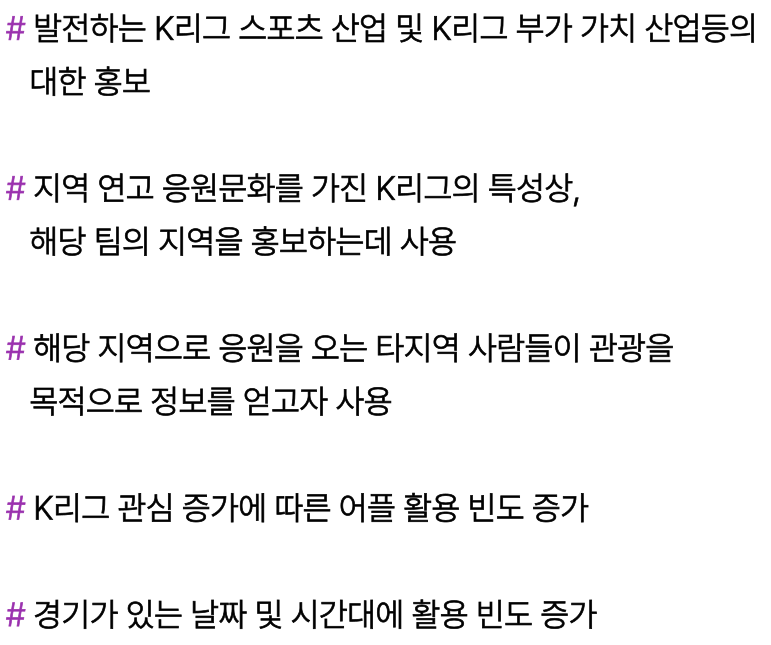 # 발전하는 K리그 스포츠 산업 및 K리그 부가 가치 산업등의
대한 홍보
# 지역 연고 응원문화를 가진 K리그의 특성상,
해당 팀의 지역을 홍보하는데 사용
# 해당 지역으로 응원을 오는 타지역 사람들이 관광을
목적으로 정보를 얻고자 사용
# K리그 관심 증가에 따른 어플 활용 빈도 증가
# 경기가 있는 날짜 및 시간대에 활용 빈도 증가